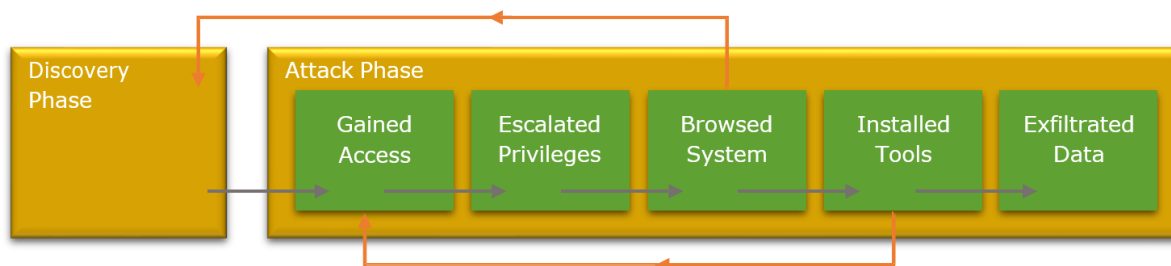 Discovery
Phase
Attack Phase
Gained
Access
Escalated
Privileges
Browsed
System
Installed
Tools
Exfiltrated
Data